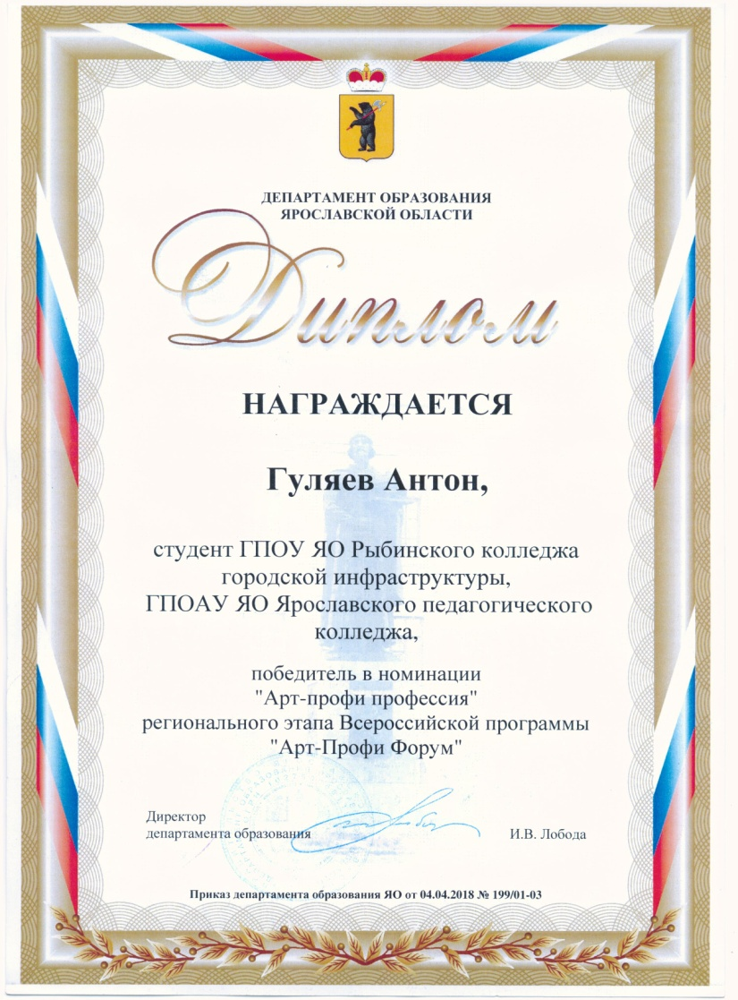 ДЕПАРТАМЕНТ ОБРАЗОВАНИЯ
ЯРОСЛАВСКОЙ ОБЛАСТИ
Диплом
НАГРАЖДАЕТСЯ
Гуляев Антон,
студент ГПОУ ЯО Рыбинского колледжа
городской инфраструктуры,
ГПОАУ ЯО Ярославского педагогического
колледжа,
победитель в номинации
"Арт-профи профессия"
регионального этапа Всероссийской программы
"Арт-Профи Форум"
Директор
департамента образования
И.В. Лобода
Приказ департамента образования ЯО от 04.04.2018 № 199/01-03